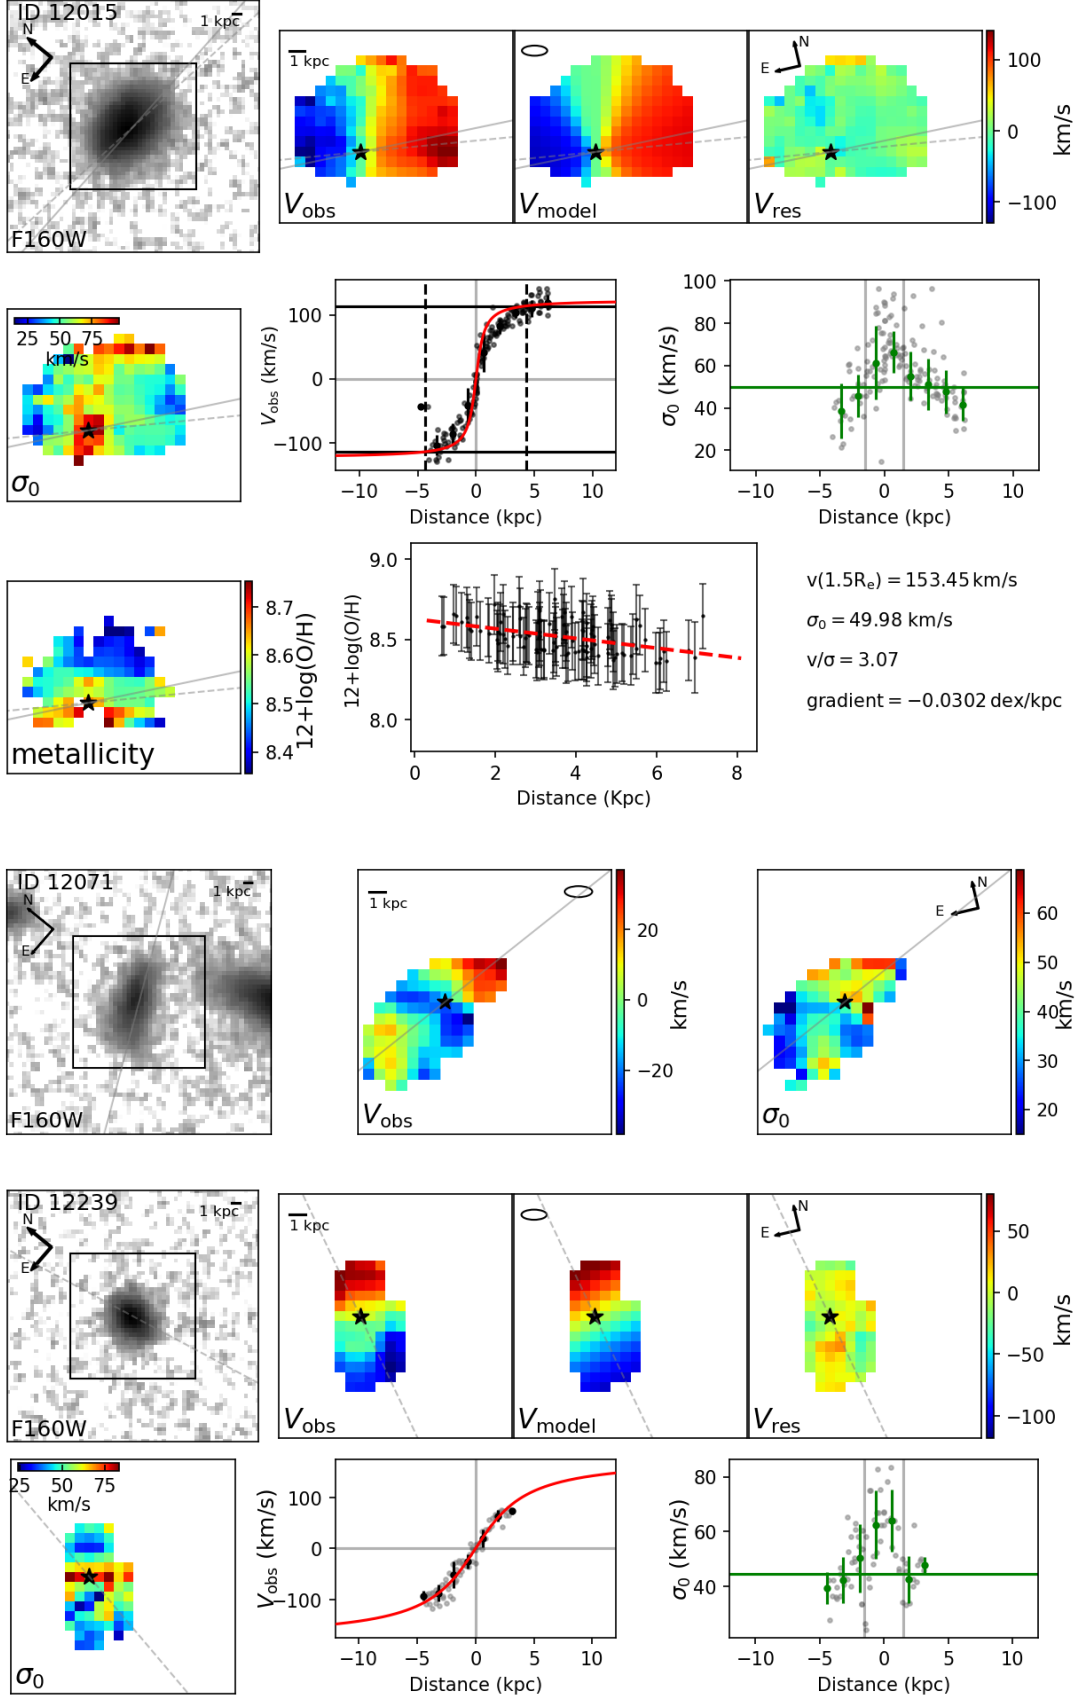 ID 12015
1 kpc
N
E
F160W
1 kpc
V_obs
V_model
N
E
V_res
100
0
−100
km/s
25 50 75
km/s
σ₀
V_obs (km/s)
100
0
−100
−10 −5 0 5 10
Distance (kpc)
σ₀ (km/s)
100
80
60
40
20
−10 −5 0 5 10
Distance (kpc)
metallicity
8.7
8.6
8.5
8.4
12+log(O/H)
12+log(O/H)
9.0
8.5
8.0
0 2 4 6 8
Distance (Kpc)
v(1.5Rₑ) = 153.45 km/s
σ₀ = 49.98 km/s
v/σ = 3.07
gradient = −0.0302 dex/kpc
ID 12071
1 kpc
N
E
F160W
1 kpc
V_obs
20
0
−20
km/s
N
E
σ₀
60
50
40
30
20
km/s
ID 12239
1 kpc
N
E
F160W
1 kpc
V_obs
V_model
N
E
V_res
50
0
−50
−100
km/s
25 50 75
km/s
σ₀
V_obs (km/s)
100
0
−100
−10 −5 0 5 10
Distance (kpc)
σ₀ (km/s)
80
60
40
−10 −5 0 5 10
Distance (kpc)